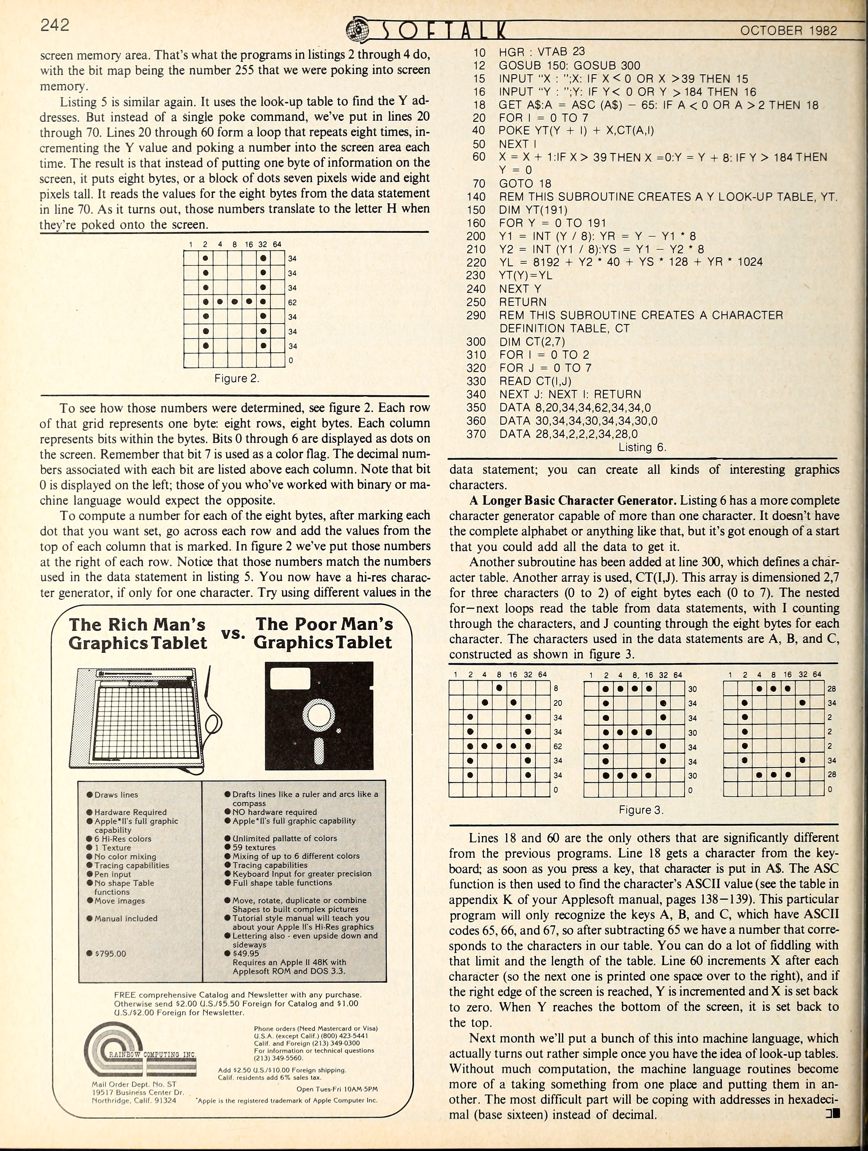 242
SOFTALK
OCTOBER 1982
screen memory area. That's what the programs in listings 2 through 4 do,
with the bit map being the number 255 that we were poking into screen
memory.
Listing 5 is similar again. It uses the look-up table to find the Y ad-
dresses. But instead of a single poke command, we've put in lines 20
through 70. Lines 20 through 60 form a loop that repeats eight times, in-
crementing the Y value and poking a number into the screen area each
time. The result is that instead of putting one byte of information on the
screen, it puts eight bytes, or a block of dots seven pixels wide and eight
pixels tall. It reads the values for the eight bytes from the data statement
in line 70. As it turns out, those numbers translate to the letter H when
they're poked onto the screen.
1 2 4 8 16 32 64
34
34
34
62
34
34
34
0
Figure 2.
To see how those numbers were determined, see figure 2. Each row
of that grid represents one byte: eight rows, eight bytes. Each column
represents bits within the bytes. Bits 0 through 6 are displayed as dots on
the screen. Remember that bit 7 is used as a color flag. The decimal num-
bers associated with each bit are listed above each column. Note that bit
0 is displayed on the left; those of you who've worked with binary or ma-
chine language would expect the opposite.
To compute a number for each of the eight bytes, after marking each
dot that you want set, go across each row and add the values from the
top of each column that is marked. In figure 2 we've put those numbers
at the right of each row. Notice that those numbers match the numbers
used in the data statement in listing 5. You now have a hi-res charac-
ter generator, if only for one character. Try using different values in the
The Rich Man's
Graphics Tablet
vs.
The Poor Man's
Graphics Tablet
● Draws lines
● Hardware Required
● Apple*II's full graphic
capability
● 6 Hi-Res colors
● 1 Texture
● No color mixing
● Tracing capabilities
● Pen input
● No shape Table
functions
● Move images
● Manual included
● $795.00
● Drafts lines like a ruler and arcs like a
compass
● NO hardware required
● Apple*II's full graphic capability
● Unlimited pallatte of colors
● 59 textures
● Mixing of up to 6 different colors
● Tracing capabilities
● Keyboard Input for greater precision
● Full shape table functions
● Move, rotate, duplicate or combine
Shapes to built complex pictures
● Tutorial style manual will teach you
about your Apple II's Hi-Res graphics
● Lettering also - even upside down and
sideways
● $49.95
Requires an Apple II 48K with
Applesoft ROM and DOS 3.3.
FREE comprehensive Catalog and Newsletter with any purchase.
Otherwise send $2.00 U.S./$5.50 Foreign for Catalog and $1.00
U.S./$2.00 Foreign for Newsletter.
RAINBOW COMPUTING INC.
Mail Order Dept. No. ST
19517 Business Center Dr.
Northridge, Calif. 91324
Phone orders (Need Mastercard or Visa)
U.S.A. (except Calif.) (800) 423-5441
Calif. and Foreign (213) 349-0300
For information or technical questions
(213) 349-5560.
Add $2.50 U.S./$10.00 Foreign shipping.
Calif. residents add 6% sales tax.
Open Tues-Fri 10AM-5PM
*Apple is the registered trademark of Apple Computer Inc.
10 HGR : VTAB 23
12 GOSUB 150: GOSUB 300
15 INPUT "X : ";X: IF X< 0 OR X >39 THEN 15
16 INPUT "Y : ";Y: IF Y< 0 OR Y > 184 THEN 16
18 GET A$:A = ASC (A$) – 65: IF A < 0 OR A > 2 THEN 18
20 FOR I = 0 TO 7
40 POKE YT(Y + I) + X,CT(A,I)
50 NEXT I
60 X = X + 1:IF X > 39 THEN X =0:Y = Y + 8: IF Y > 184 THEN
Y = 0
70 GOTO 18
140 REM THIS SUBROUTINE CREATES A Y LOOK-UP TABLE, YT.
150 DIM YT(191)
160 FOR Y = 0 TO 191
200 Y1 = INT (Y / 8): YR = Y – Y1 * 8
210 Y2 = INT (Y1 / 8):YS = Y1 – Y2 * 8
220 YL = 8192 + Y2 * 40 + YS * 128 + YR * 1024
230 YT(Y)=YL
240 NEXT Y
250 RETURN
290 REM THIS SUBROUTINE CREATES A CHARACTER
DEFINITION TABLE, CT
300 DIM CT(2,7)
310 FOR I = 0 TO 2
320 FOR J = 0 TO 7
330 READ CT(I,J)
340 NEXT J: NEXT I: RETURN
350 DATA 8,20,34,34,62,34,34,0
360 DATA 30,34,34,30,34,34,30,0
370 DATA 28,34,2,2,2,34,28,0
Listing 6.
data statement; you can create all kinds of interesting graphics
characters.
A Longer Basic Character Generator. Listing 6 has a more complete
character generator capable of more than one character. It doesn't have
the complete alphabet or anything like that, but it's got enough of a start
that you could add all the data to get it.
Another subroutine has been added at line 300, which defines a char-
acter table. Another array is used, CT(I,J). This array is dimensioned 2,7
for three characters (0 to 2) of eight bytes each (0 to 7). The nested
for–next loops read the table from data statements, with I counting
through the characters, and J counting through the eight bytes for each
character. The characters used in the data statements are A, B, and C,
constructed as shown in figure 3.
1 2 4 8 16 32 64
8
20
34
34
62
34
34
0
1 2 4 8, 16 32 64
30
34
34
30
34
34
30
0
1 2 4 8 16 32 64
28
34
2
2
2
34
28
0
Figure 3.
Lines 18 and 60 are the only others that are significantly different
from the previous programs. Line 18 gets a character from the key-
board; as soon as you press a key, that character is put in A$. The ASC
function is then used to find the character's ASCII value (see the table in
appendix K of your Applesoft manual, pages 138–139). This particular
program will only recognize the keys A, B, and C, which have ASCII
codes 65, 66, and 67, so after subtracting 65 we have a number that corre-
sponds to the characters in our table. You can do a lot of fiddling with
that limit and the length of the table. Line 60 increments X after each
character (so the next one is printed one space over to the right), and if
the right edge of the screen is reached, Y is incremented and X is set back
to zero. When Y reaches the bottom of the screen, it is set back to
the top.
Next month we'll put a bunch of this into machine language, which
actually turns out rather simple once you have the idea of look-up tables.
Without much computation, the machine language routines become
more of a taking something from one place and putting them in an-
other. The most difficult part will be coping with addresses in hexadeci-
mal (base sixteen) instead of decimal.